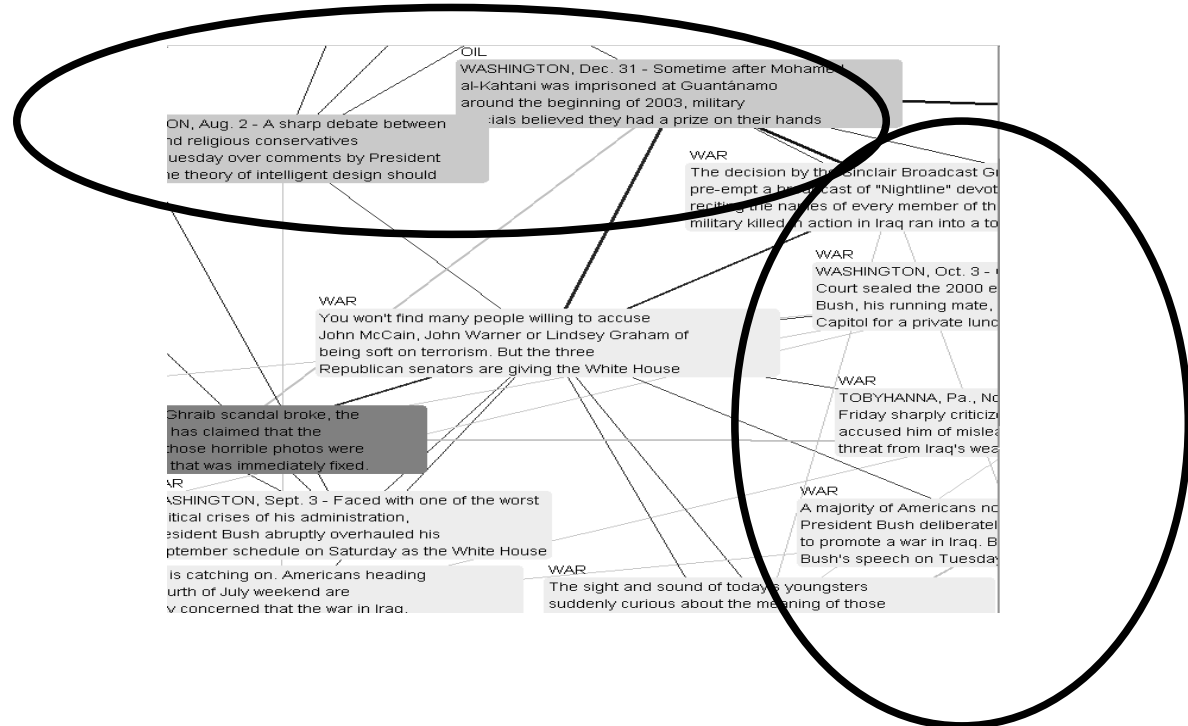 OIL
WASHINGTON, Dec. 31 - Sometime after Mohamed
al-Kahtani was imprisoned at Guantánamo
around the beginning of 2003, military
cials believed they had a prize on their hands
ON, Aug. 2 - A sharp debate between
nd religious conservatives
uesday over comments by President
e theory of intelligent design should
WAR
The decision by the Sinclair Broadcast Gr
pre-empt a broadcast of "Nightline" devot
reciting the names of every member of th
military killed in action in Iraq ran into a to
WAR
WASHINGTON, Oct. 3 -
Court sealed the 2000 e
Bush, his running mate,
Capitol for a private lunc
WAR
You won't find many people willing to accuse
John McCain, John Warner or Lindsey Graham of
being soft on terrorism. But the three
Republican senators are giving the White House
WAR
TOBYHANNA, Pa., No
Friday sharply criticize
accused him of mislea
threat from Iraq's wea
Ghraib scandal broke, the
has claimed that the
those horrible photos were
that was immediately fixed.
AR
ASHINGTON, Sept. 3 - Faced with one of the worst
itical crises of his administration,
esident Bush abruptly overhauled his
ptember schedule on Saturday as the White House
WAR
A majority of Americans no
President Bush deliberatel
to promote a war in Iraq. B
Bush's speech on Tuesday
is catching on. Americans heading
urth of July weekend are
y concerned that the war in Iraq,
WAR
The sight and sound of today's youngsters
suddenly curious about the meaning of those